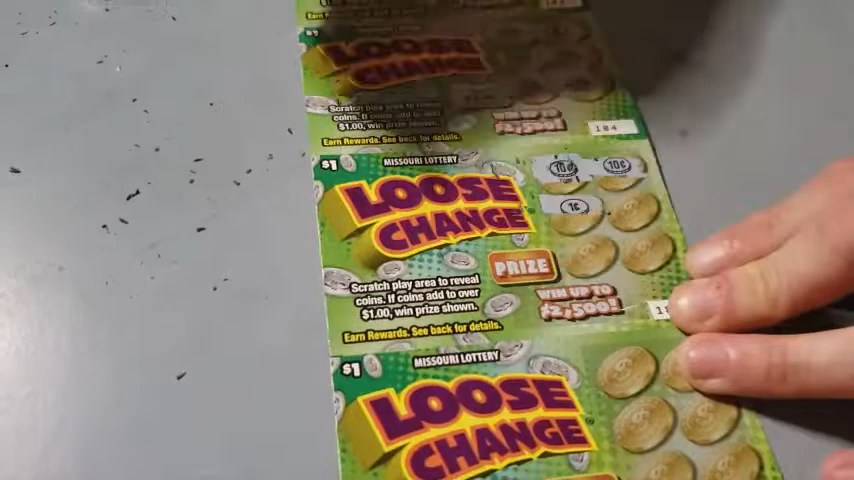 Earn
$1
LOOSE
CHANGE
Scratch play area to reveal
coins. If coins add to over
$1.00, win prize shown.
Earn Rewards. See back for details.
184
$1
MISSOURI LOTTERY
LOOSE
CHANGE
10¢
10¢
1¢
PRIZE
Scratch play area to reveal
coins. If coins add to over
$1.00, win prize shown.
WIN UP TO
$2,500!
Earn Rewards. See back for details.
$1
MISSOURI LOTTERY
LOOSE
CHANGE